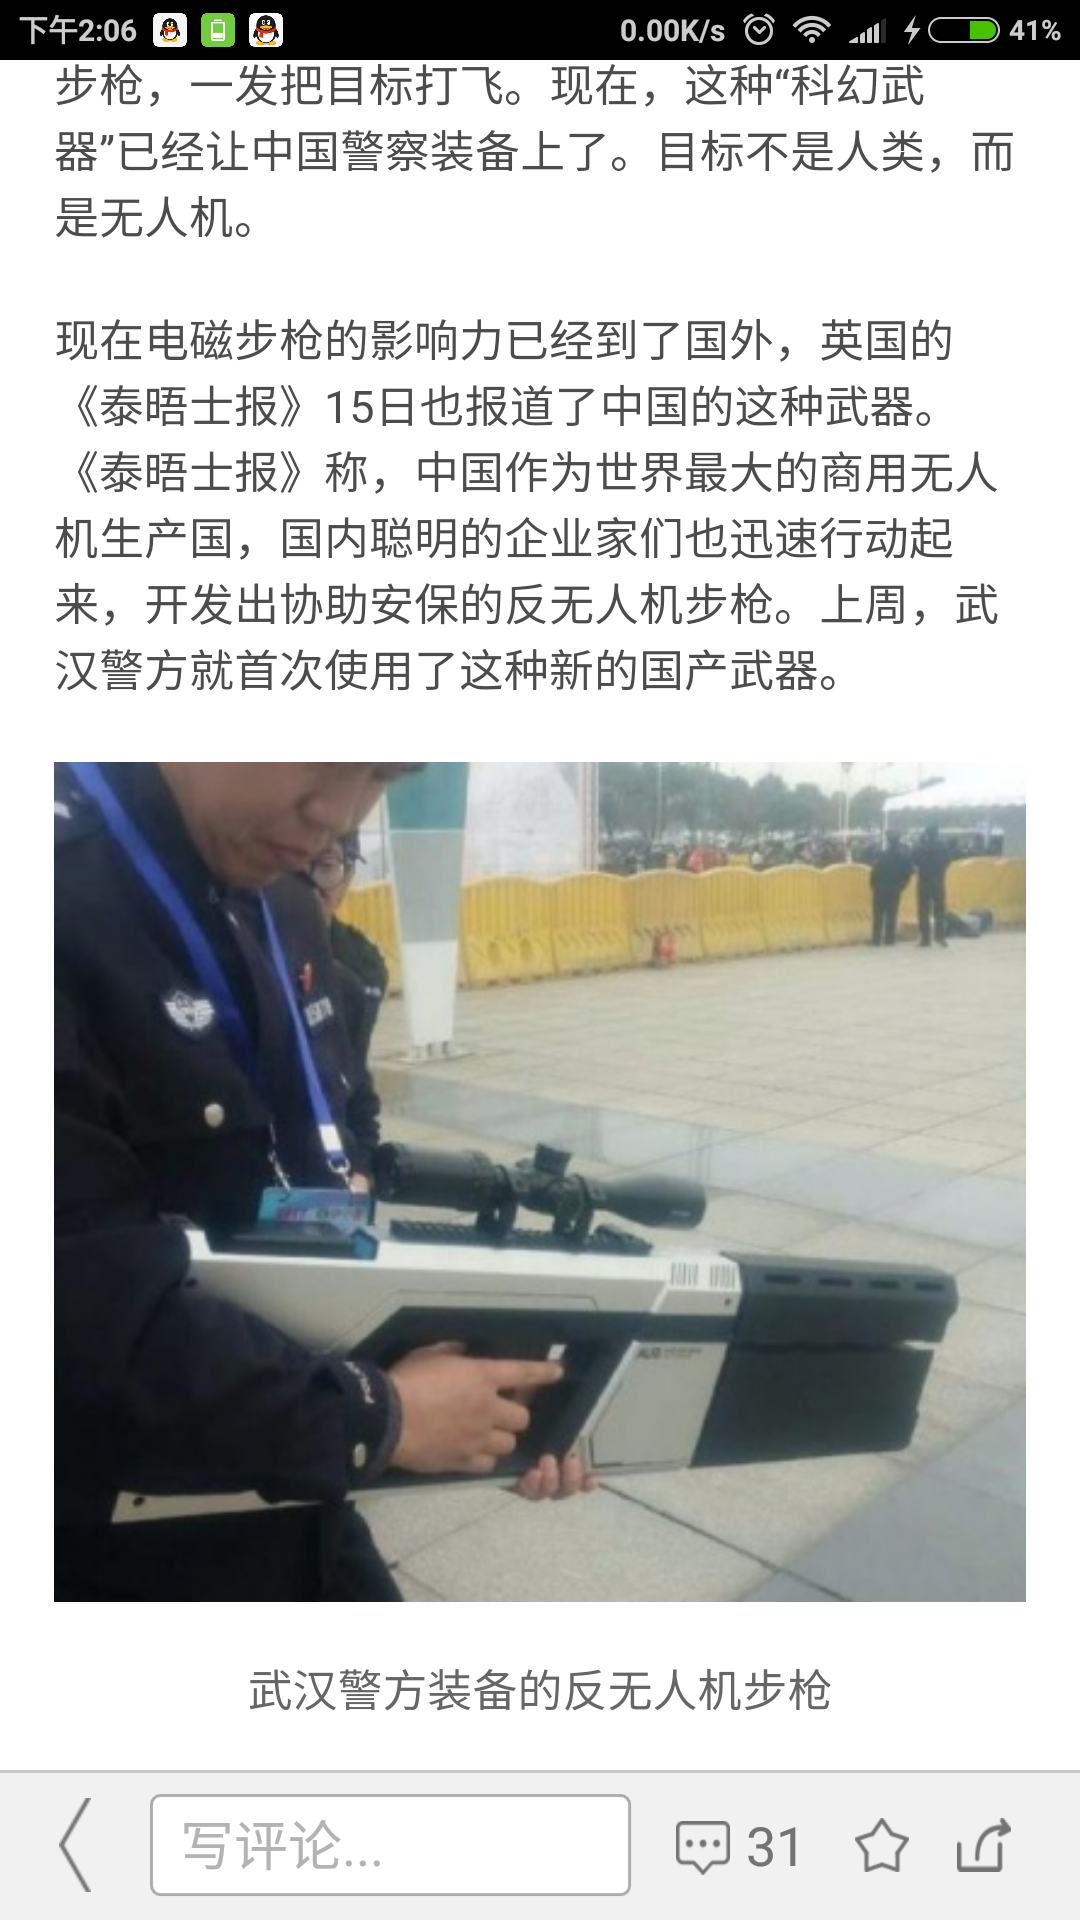 下午2:06
0.00K/s
41%
步枪，一发把目标打飞。现在，这种“科幻武
器”已经让中国警察装备上了。目标不是人类，而
是无人机。
现在电磁步枪的影响力已经到了国外，英国的
《泰晤士报》15日也报道了中国的这种武器。
《泰晤士报》称，中国作为世界最大的商用无人
机生产国，国内聪明的企业家们也迅速行动起
来，开发出协助安保的反无人机步枪。上周，武
汉警方就首次使用了这种新的国产武器。
武汉警方装备的反无人机步枪
写评论...
31